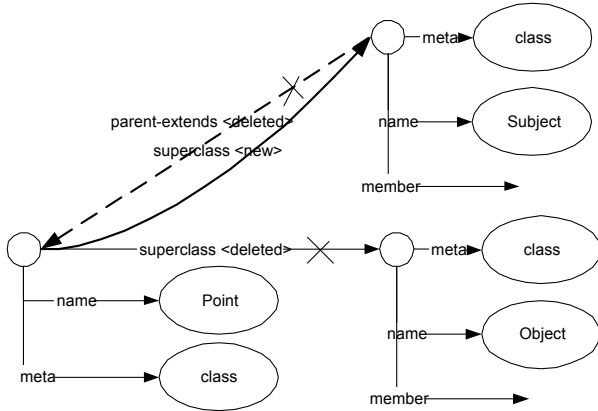 meta
class
parent-extends <deleted>
name
Subject
superclass <new>
member
superclass <deleted>
meta
class
name
Point
name
Object
meta
class
member